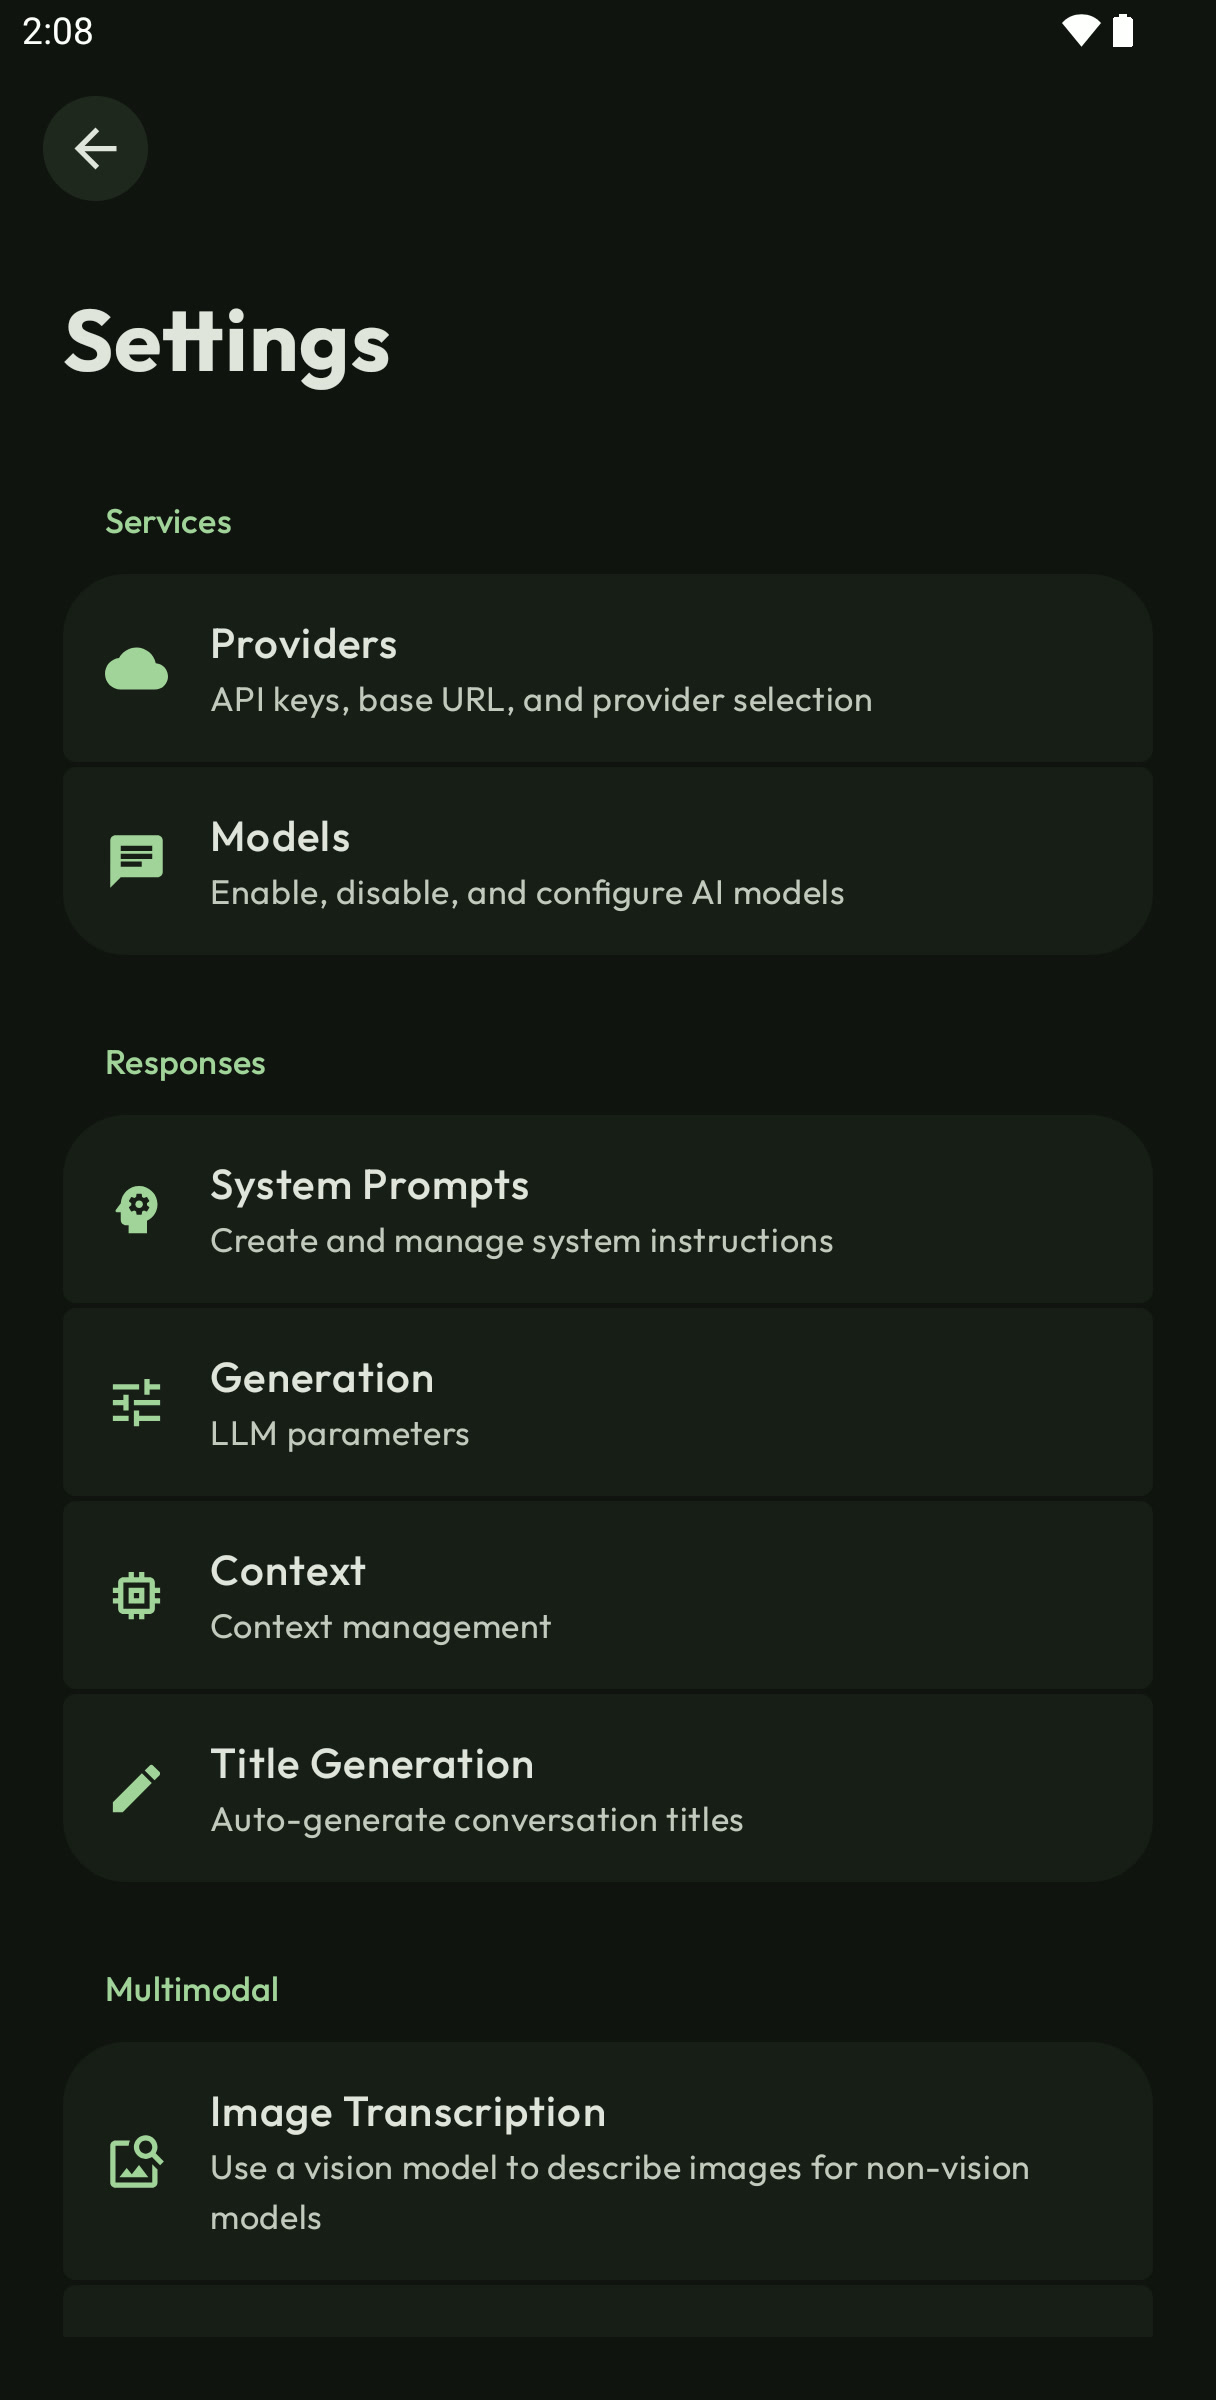 2:08
Settings
Services
Providers
API keys, base URL, and provider selection
Models
Enable, disable, and configure AI models
Responses
System Prompts
Create and manage system instructions
Generation
LLM parameters
Context
Context management
Title Generation
Auto-generate conversation titles
Multimodal
Image Transcription
Use a vision model to describe images for non-vision
models